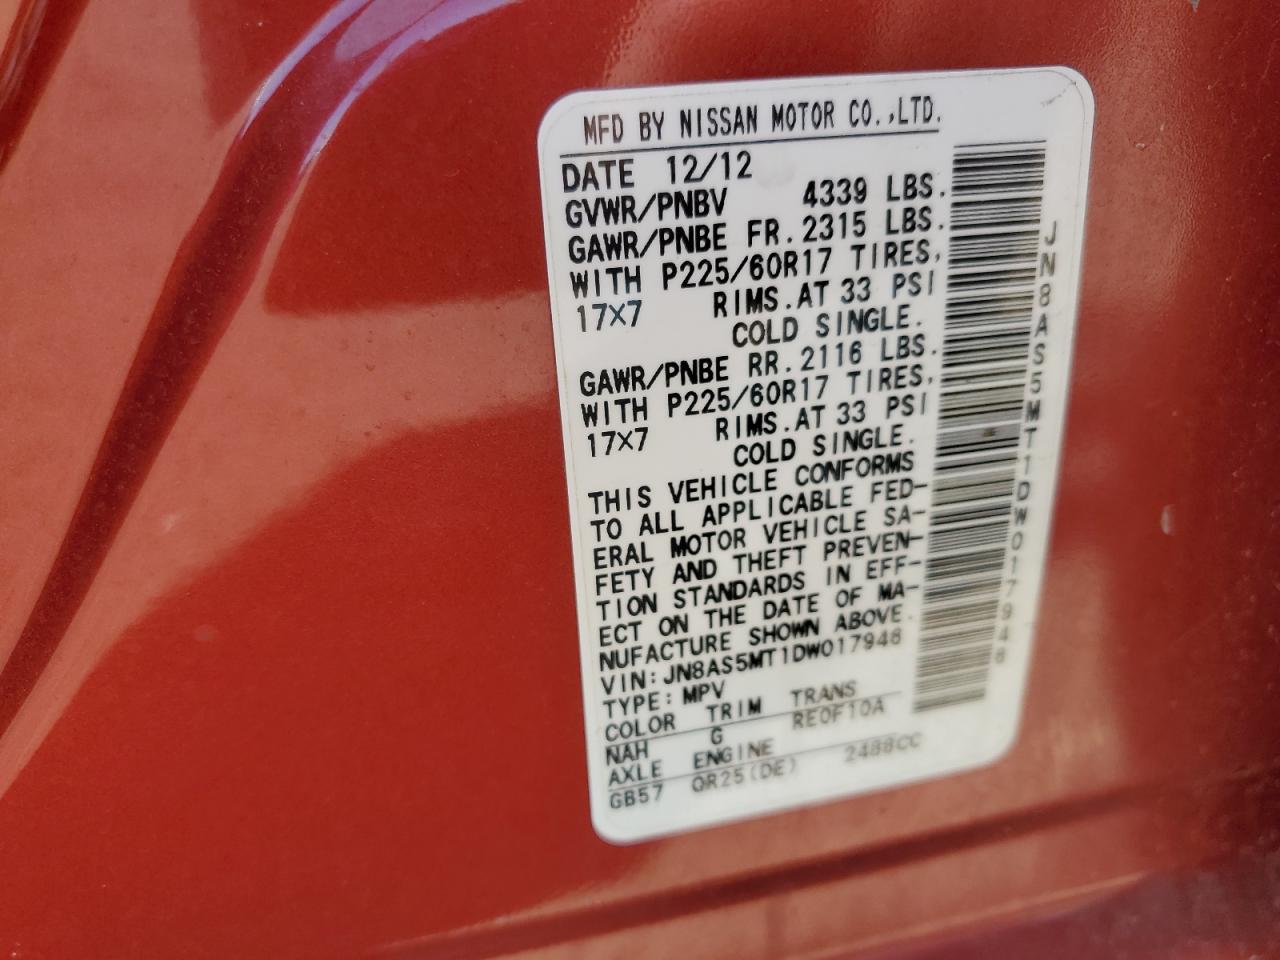 MFD BY NISSAN MOTOR CO.,LTD.
DATE 12/12
GVWR/PNBV 4339 LBS.
GAWR/PNBE FR. 2315 LBS.
WITH P225/60R17 TIRES,
17×7 RIMS. AT 33 PSI
COLD SINGLE.
GAWR/PNBE RR. 2116 LBS.
WITH P225/60R17 TIRES,
17×7 RIMS. AT 33 PSI
COLD SINGLE.
THIS VEHICLE CONFORMS
TO ALL APPLICABLE FED-
ERAL MOTOR VEHICLE SA-
FETY AND THEFT PREVEN-
TION STANDARDS IN EFF-
ECT ON THE DATE OF MA-
NUFACTURE SHOWN ABOVE.
VIN: JN8AS5MT1DW017948
TYPE: MPV
COLOR TRIM TRANS
NAH G RE0F10A
AXLE ENGINE
GB57 QR25(DE) 2488CC
JN8AS5MT1DW017948